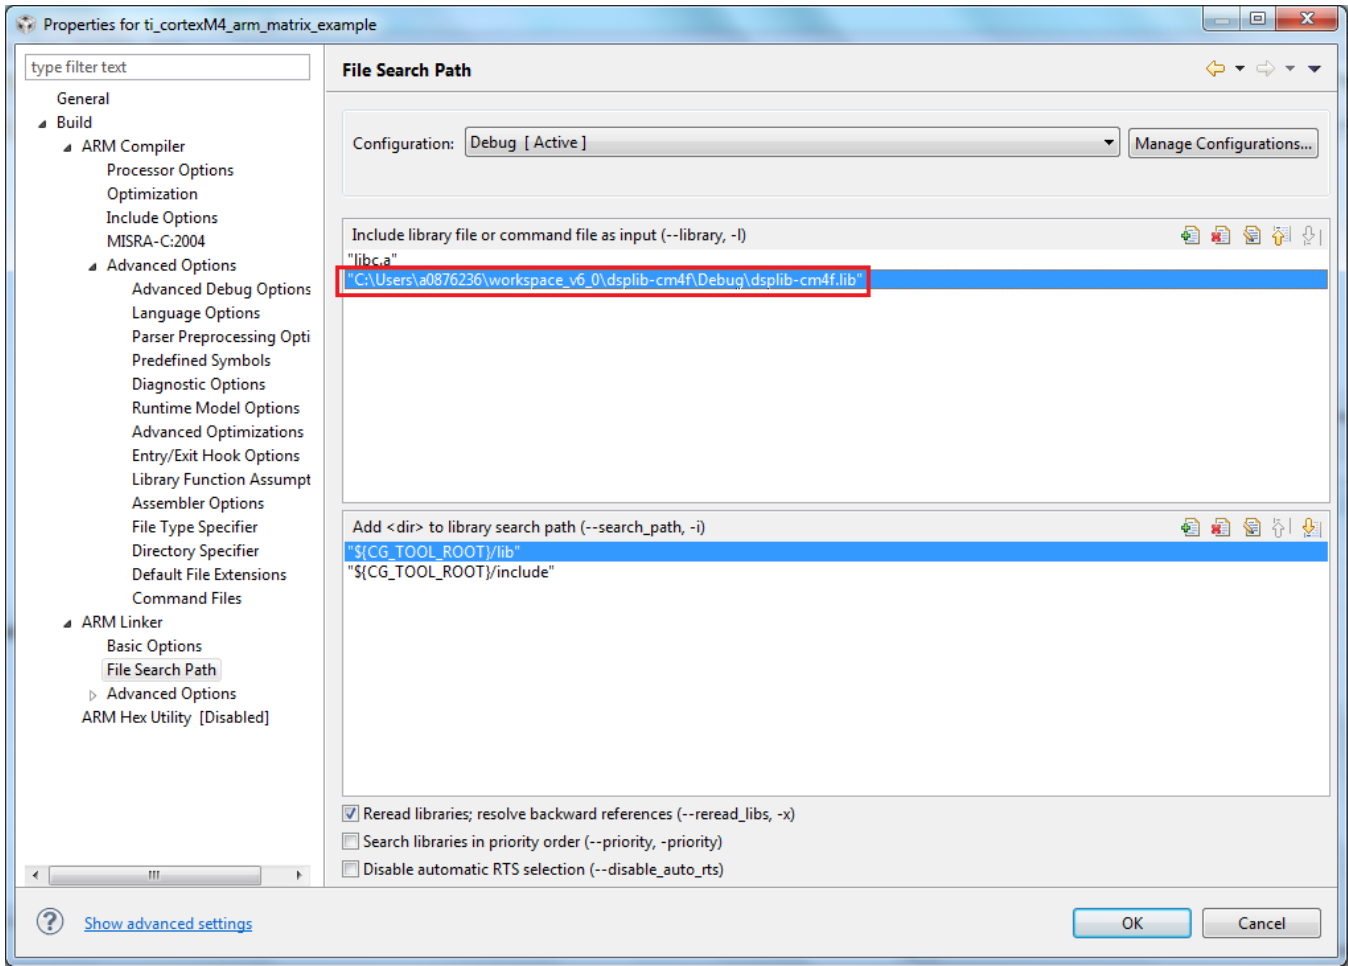 Properties for ti_cortexM4_arm_matrix_example
type filter text
General
Build
ARM Compiler
Processor Options
Optimization
Include Options
MISRA-C:2004
Advanced Options
Advanced Debug Options
Language Options
Parser Preprocessing Opti
Predefined Symbols
Diagnostic Options
Runtime Model Options
Advanced Optimizations
Entry/Exit Hook Options
Library Function Assumpt
Assembler Options
File Type Specifier
Directory Specifier
Default File Extensions
Command Files
ARM Linker
Basic Options
File Search Path
Advanced Options
ARM Hex Utility [Disabled]
File Search Path
Configuration: Debug [ Active ] Manage Configurations...
Include library file or command file as input (--library, -l)
"libc.a"
"C:\Users\a0876236\workspace_v6_0\dsplib-cm4f\Debug\dsplib-cm4f.lib"
Add <dir> to library search path (--search_path, -i)
"${CG_TOOL_ROOT}/lib"
"${CG_TOOL_ROOT}/include"
Reread libraries; resolve backward references (--reread_libs, -x)
Search libraries in priority order (--priority, -priority)
Disable automatic RTS selection (--disable_auto_rts)
Show advanced settings
OK Cancel